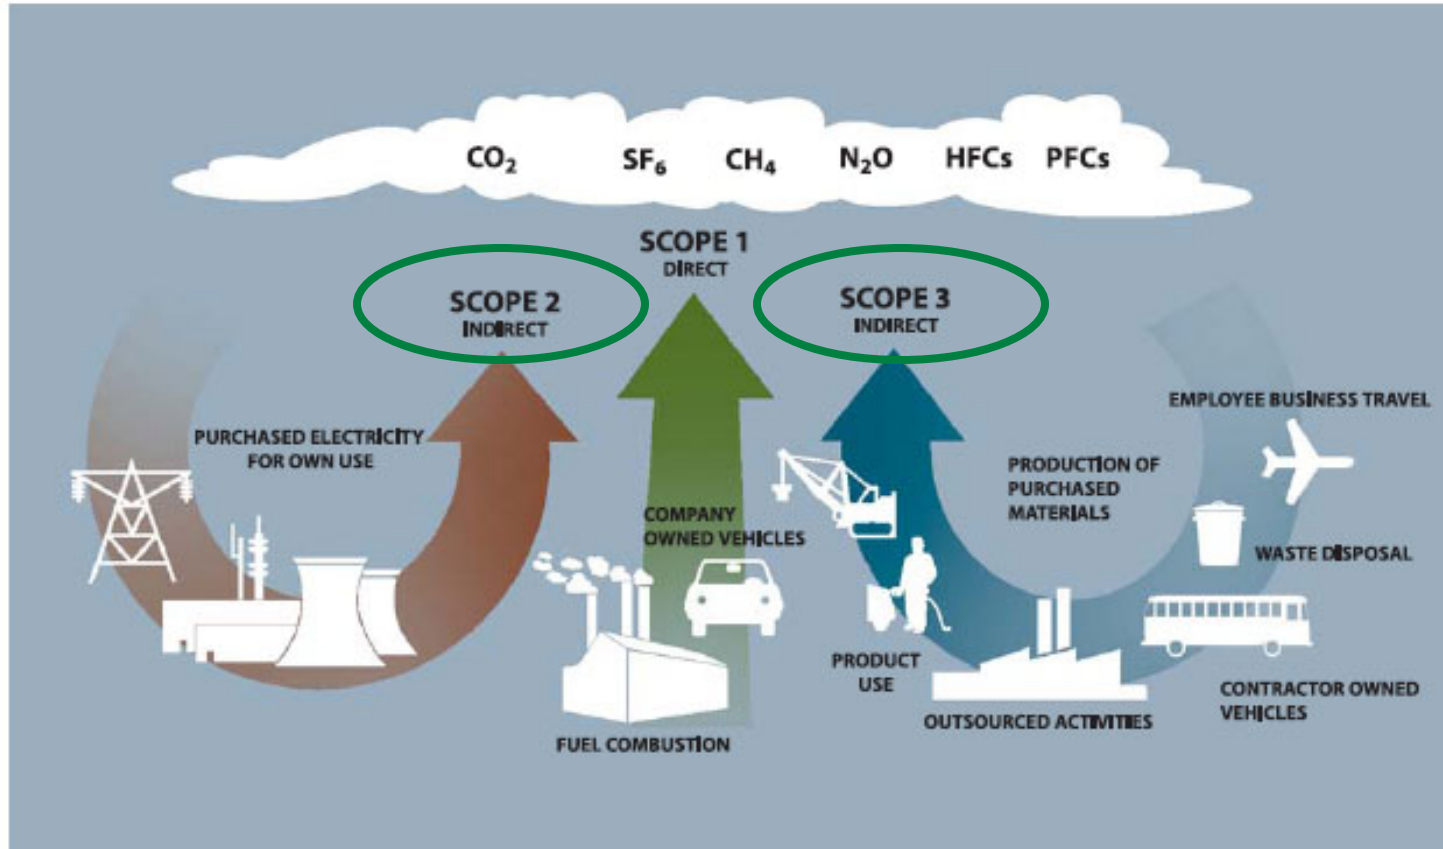 CO₂ SF₆ CH₄ N₂O HFCs PFCs
SCOPE 1
DIRECT
SCOPE 2
INDIRECT
SCOPE 3
INDIRECT
PURCHASED ELECTRICITY
FOR OWN USE
COMPANY
OWNED VEHICLES
FUEL COMBUSTION
EMPLOYEE BUSINESS TRAVEL
PRODUCTION OF
PURCHASED
MATERIALS
WASTE DISPOSAL
PRODUCT
USE
OUTSOURCED ACTIVITIES
CONTRACTOR OWNED
VEHICLES